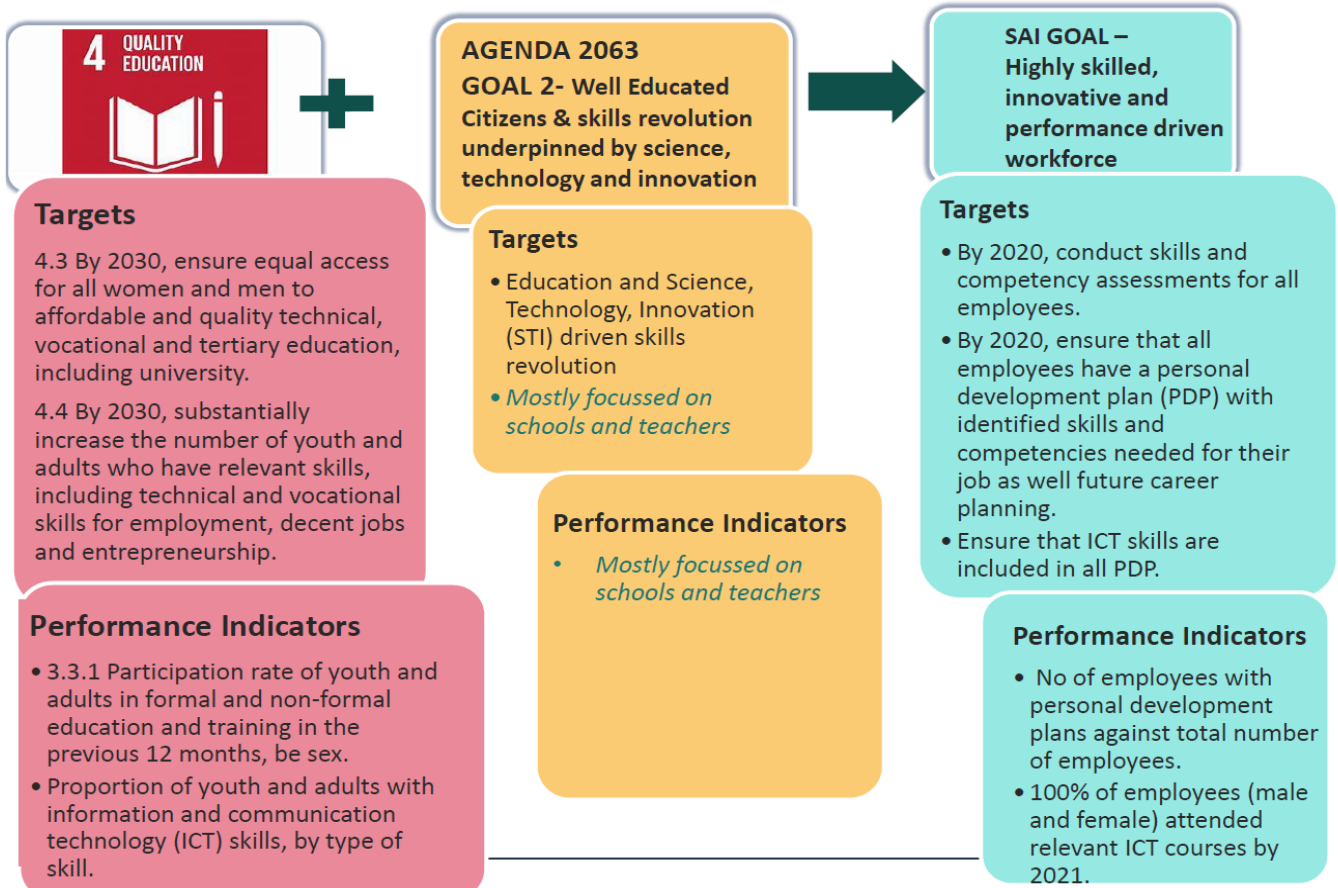 4 QUALITY
EDUCATION
Targets
4.3 By 2030, ensure equal access
for all women and men to
affordable and quality technical,
vocational and tertiary education,
including university.
4.4 By 2030, substantially
increase the number of youth and
adults who have relevant skills,
including technical and vocational
skills for employment, decent jobs
and entrepreneurship.
Performance Indicators
• 3.3.1 Participation rate of youth and
adults in formal and non-formal
education and training in the
previous 12 months, be sex.
• Proportion of youth and adults with
information and communication
technology (ICT) skills, by type of
skill.
AGENDA 2063
GOAL 2- Well Educated
Citizens & skills revolution
underpinned by science,
technology and innovation
Targets
• Education and Science,
Technology, Innovation
(STI) driven skills
revolution
• Mostly focussed on
schools and teachers
Performance Indicators
• Mostly focussed on
schools and teachers
SAI GOAL –
Highly skilled,
innovative and
performance driven
workforce
Targets
• By 2020, conduct skills and
competency assessments for all
employees.
• By 2020, ensure that all
employees have a personal
development plan (PDP) with
identified skills and
competencies needed for their
job as well future career
planning.
• Ensure that ICT skills are
included in all PDP.
Performance Indicators
• No of employees with
personal development
plans against total number
of employees.
• 100% of employees (male
and female) attended
relevant ICT courses by
2021.